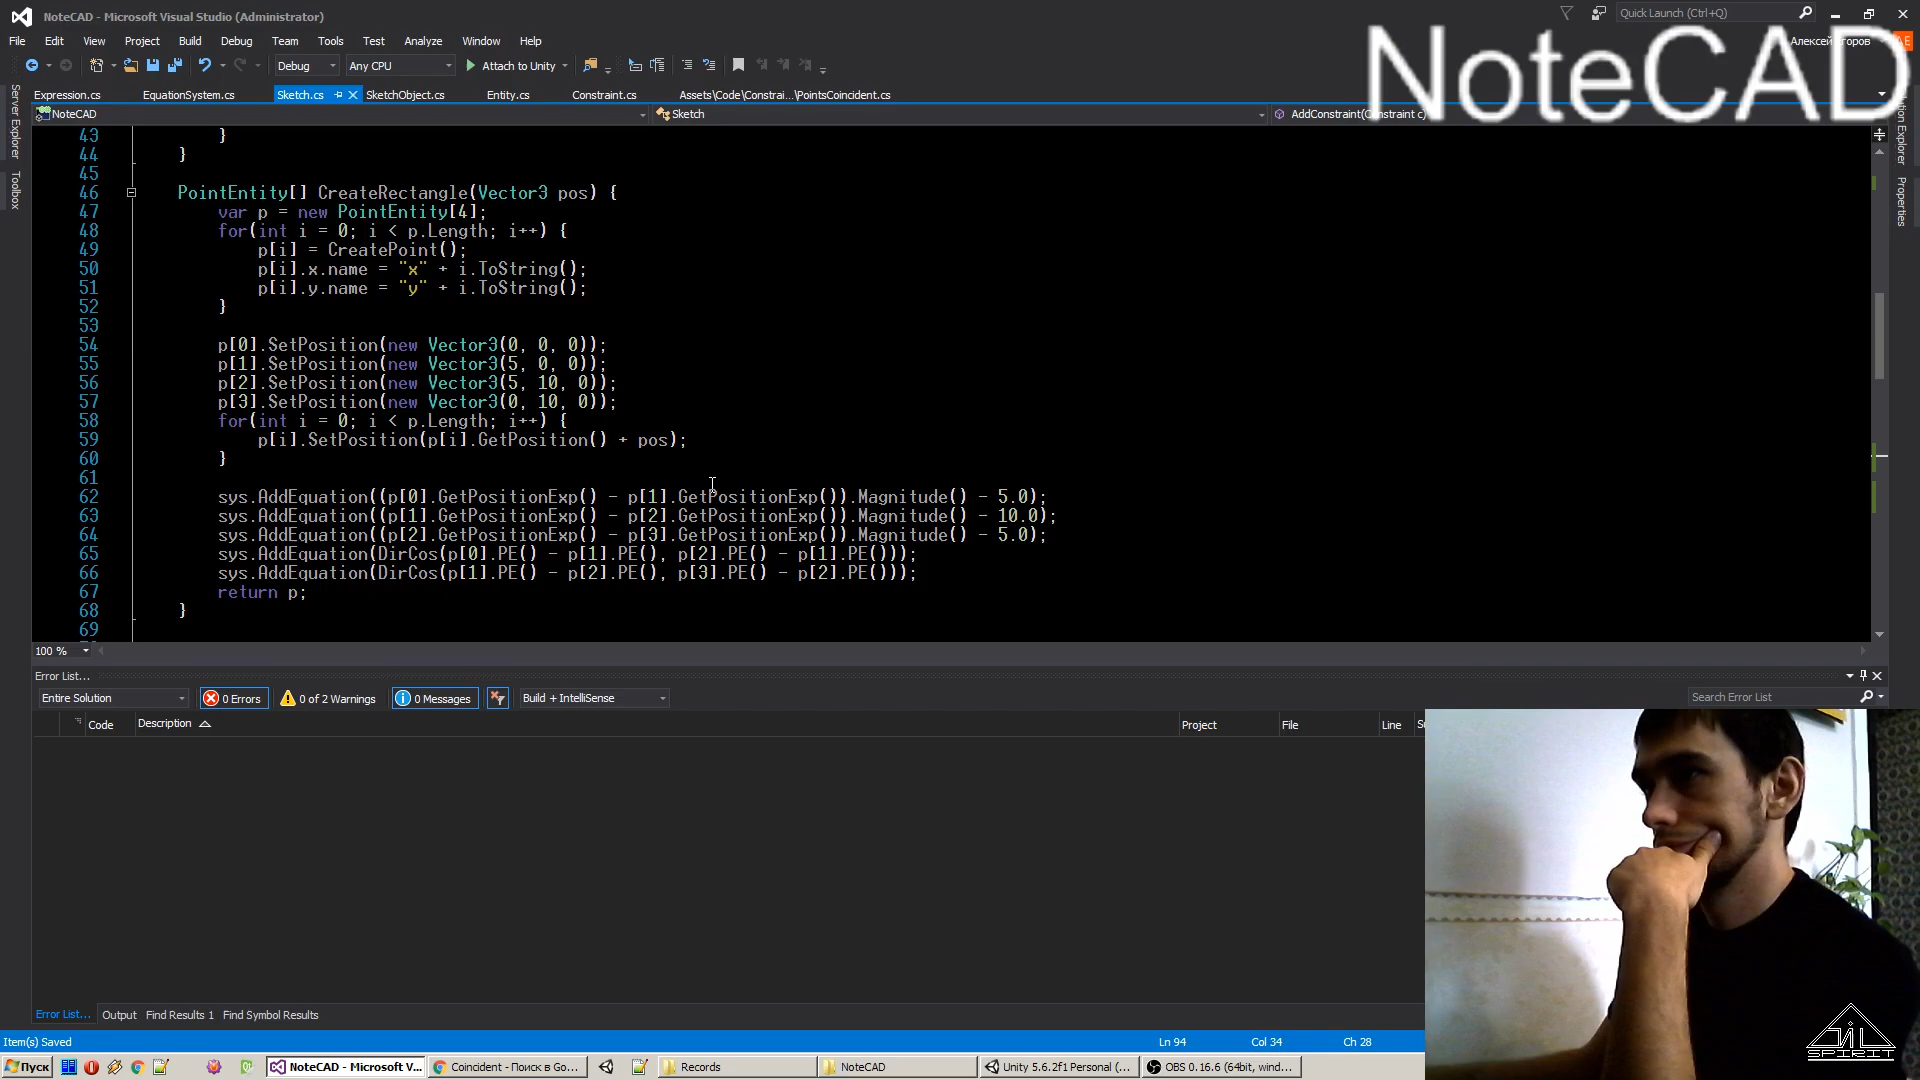 NoteCAD - Microsoft Visual Studio (Administrator)
Quick Launch (Ctrl+Q)
File Edit View Project Build Debug Team Tools Test Analyze Window Help
NoteCAD
Debug Any CPU Attach to Unity
Expression.cs EquationSystem.cs Sketch.cs SketchObject.cs Entity.cs Constraint.cs Assets\Code\Constrai...\PointsCoincident.cs
NoteCAD Sketch AddConstraint(Constraint c)
Server Explorer
Toolbox
Properties
43 }
44 }
45
46 PointEntity[] CreateRectangle(Vector3 pos) {
47 var p = new PointEntity[4];
48 for(int i = 0; i < p.Length; i++) {
49 p[i] = CreatePoint();
50 p[i].x.name = "x" + i.ToString();
51 p[i].y.name = "y" + i.ToString();
52 }
53
54 p[0].SetPosition(new Vector3(0, 0, 0));
55 p[1].SetPosition(new Vector3(5, 0, 0));
56 p[2].SetPosition(new Vector3(5, 10, 0));
57 p[3].SetPosition(new Vector3(0, 10, 0));
58 for(int i = 0; i < p.Length; i++) {
59 p[i].SetPosition(p[i].GetPosition() + pos);
60 }
61
62 sys.AddEquation((p[0].GetPositionExp() - p[1].GetPositionExp()).Magnitude() - 5.0);
63 sys.AddEquation((p[1].GetPositionExp() - p[2].GetPositionExp()).Magnitude() - 10.0);
64 sys.AddEquation((p[2].GetPositionExp() - p[3].GetPositionExp()).Magnitude() - 5.0);
65 sys.AddEquation(DirCos(p[0].PE() - p[1].PE(), p[2].PE() - p[1].PE()));
66 sys.AddEquation(DirCos(p[1].PE() - p[2].PE(), p[3].PE() - p[2].PE()));
67 return p;
68 }
69
100 %
Error List...
Entire Solution 0 Errors 0 of 2 Warnings 0 Messages Build + IntelliSense Search Error List
Code Description Project File Line
Error List... Output Find Results 1 Find Symbol Results
Item(s) Saved Ln 94 Col 34 Ch 28
SPIRIT
Пуск NoteCAD - Microsoft V... Coincident - Поиск в Go... Records NoteCAD Unity 5.6.2f1 Personal (... OBS 0.16.6 (64bit, wind...